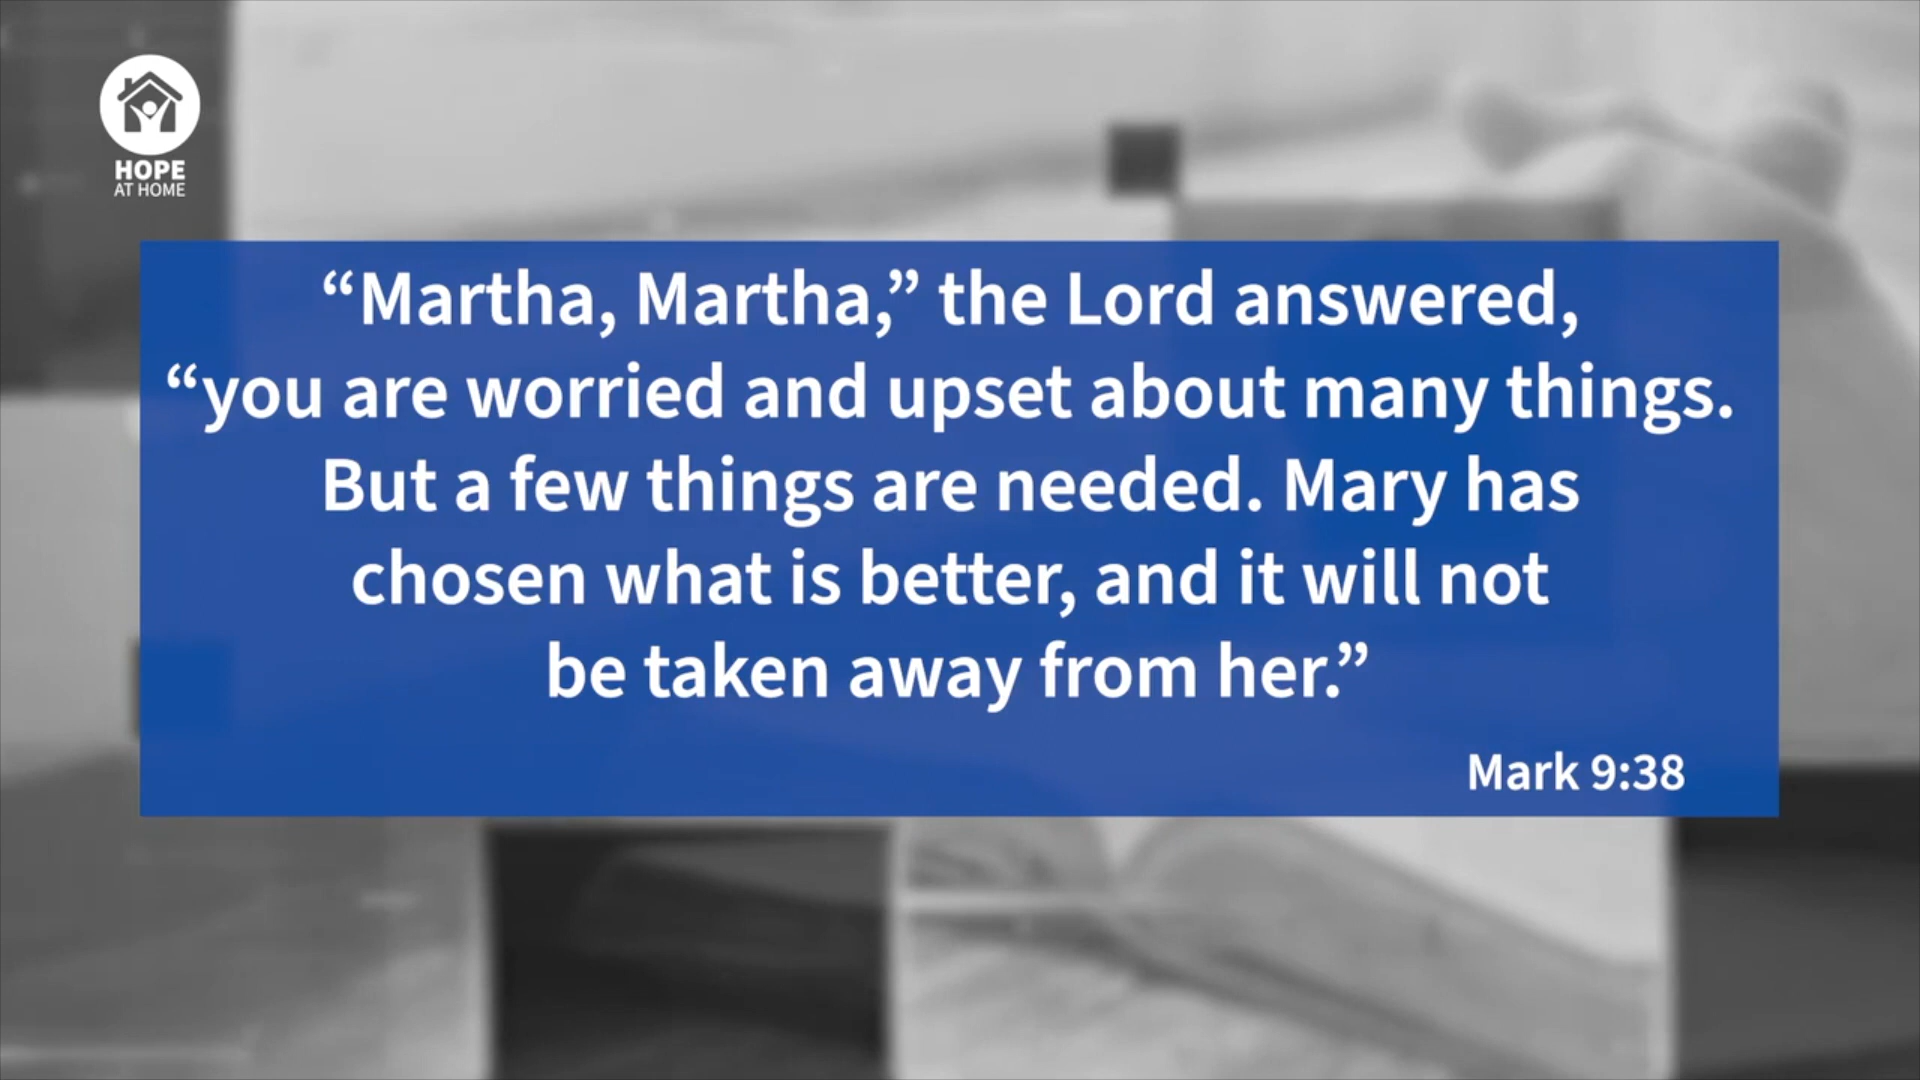 HOPE
AT HOME
“Martha, Martha,” the Lord answered,
“you are worried and upset about many things.
But a few things are needed. Mary has
chosen what is better, and it will not
be taken away from her.”
Mark 9:38